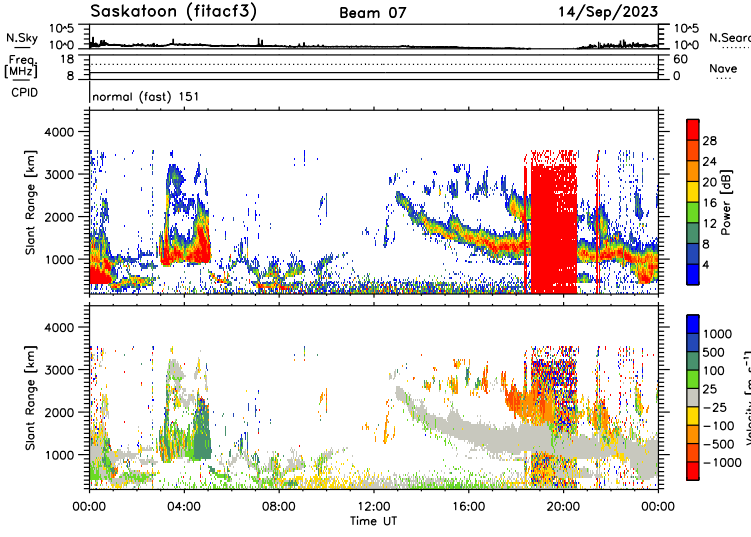 Saskatoon (fitacf3) Beam 07 14/Sep/2023
10^5 10^5
N.Sky N.Searc
10^0 10^0
Freq. 18 60
[MHz] Nave
8 0
CPID normal (fast) 151
4000
3000
2000
1000
Slant Range [km]
28
24
20
16
12
8
4
Power [dB]
4000
3000
2000
1000
Slant Range [km]
1000
500
100
25
-25
-100
-500
-1000
Velocity [m s^-1]
00:00 04:00 08:00 12:00 16:00 20:00 00:00
Time UT